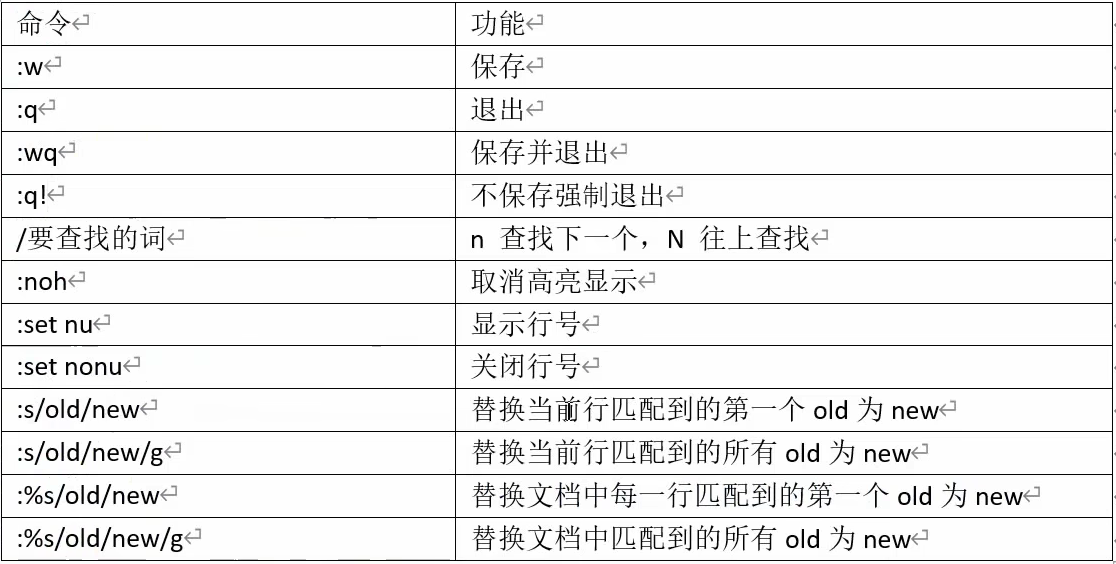 命令 功能
:w 保存
:q 退出
:wq 保存并退出
:q! 不保存强制退出
/要查找的词 n 查找下一个，N 往上查找
:noh 取消高亮显示
:set nu 显示行号
:set nonu 关闭行号
:s/old/new 替换当前行匹配到的第一个 old 为 new
:s/old/new/g 替换当前行匹配到的所有 old 为 new
:%s/old/new 替换文档中每一行匹配到的第一个 old 为 new
:%s/old/new/g 替换文档中匹配到的所有 old 为 new